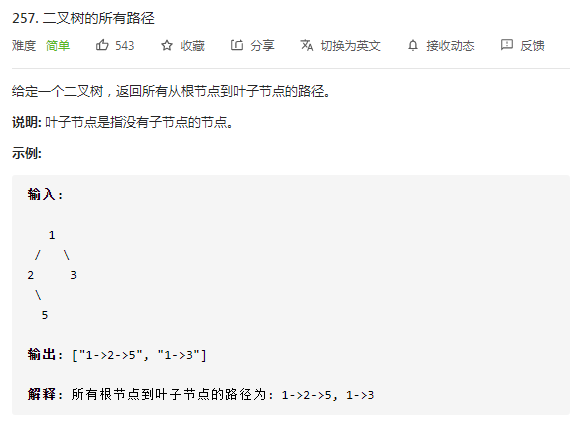 257. 二叉树的所有路径
难度 简单 543 收藏 分享 切换为英文 接收动态 反馈
给定一个二叉树，返回所有从根节点到叶子节点的路径。
说明: 叶子节点是指没有子节点的节点。
示例:
输入:
1
/ \
2 3
\
5
输出: ["1->2->5", "1->3"]
解释: 所有根节点到叶子节点的路径为: 1->2->5, 1->3